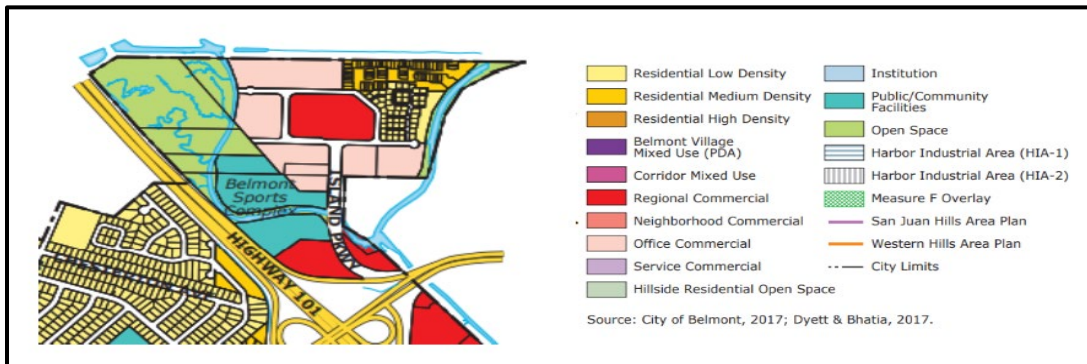 Belmont
Sports
Complex
HIGHWAY 101
ISLAND PKWY
Residential Low Density
Residential Medium Density
Residential High Density
Belmont Village
Mixed Use (PDA)
Corridor Mixed Use
Regional Commercial
Neighborhood Commercial
Office Commercial
Service Commercial
Hillside Residential Open Space
Institution
Public/Community
Facilities
Open Space
Harbor Industrial Area (HIA-1)
Harbor Industrial Area (HIA-2)
Measure F Overlay
San Juan Hills Area Plan
Western Hills Area Plan
City Limits
Source: City of Belmont, 2017; Dyett & Bhatia, 2017.